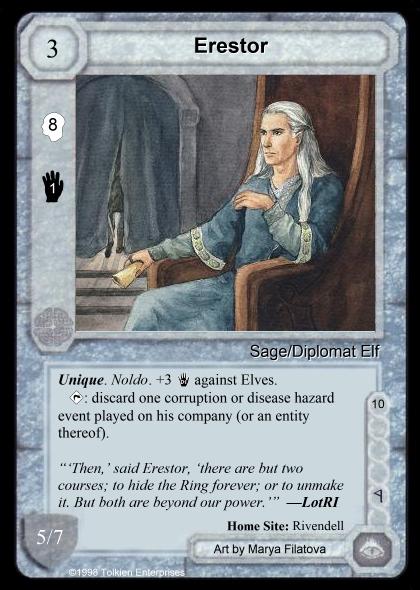 3
Erestor
8
1
Sage/Diplomat Elf
Unique. Noldo. +3 against Elves.
: discard one corruption or disease hazard
event played on his company (or an entity
thereof).
10
“‘Then,’ said Erestor, ‘there are but two
courses; to hide the Ring forever; or to unmake
it. But both are beyond our power.’” —LotRI
Home Site: Rivendell
5/7
Art by Marya Filatova
©1998 Tolkien Enterprises